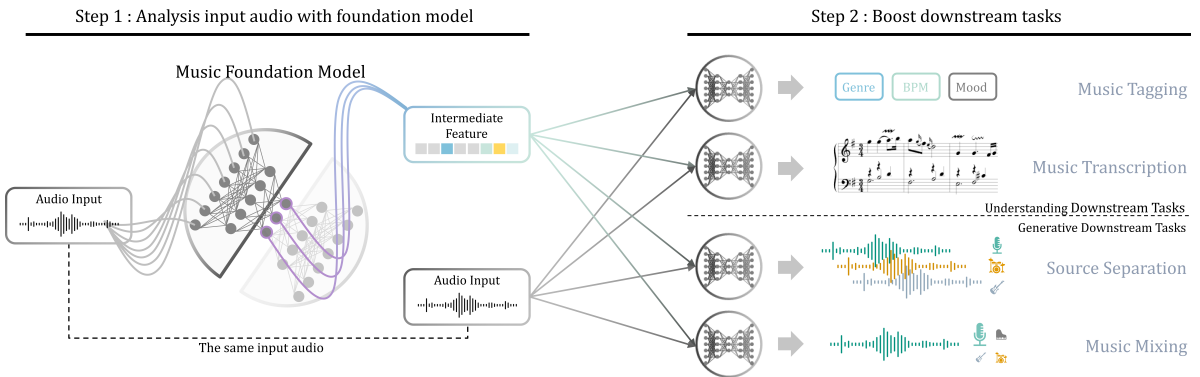 Step 1 : Analysis input audio with foundation model
Step 2 : Boost downstream tasks
Music Foundation Model
Audio Input
Intermediate
Feature
Audio Input
The same input audio
Genre
BPM
Mood
Music Tagging
Music Transcription
Understanding Downstream Tasks
Generative Downstream Tasks
Source Separation
Music Mixing